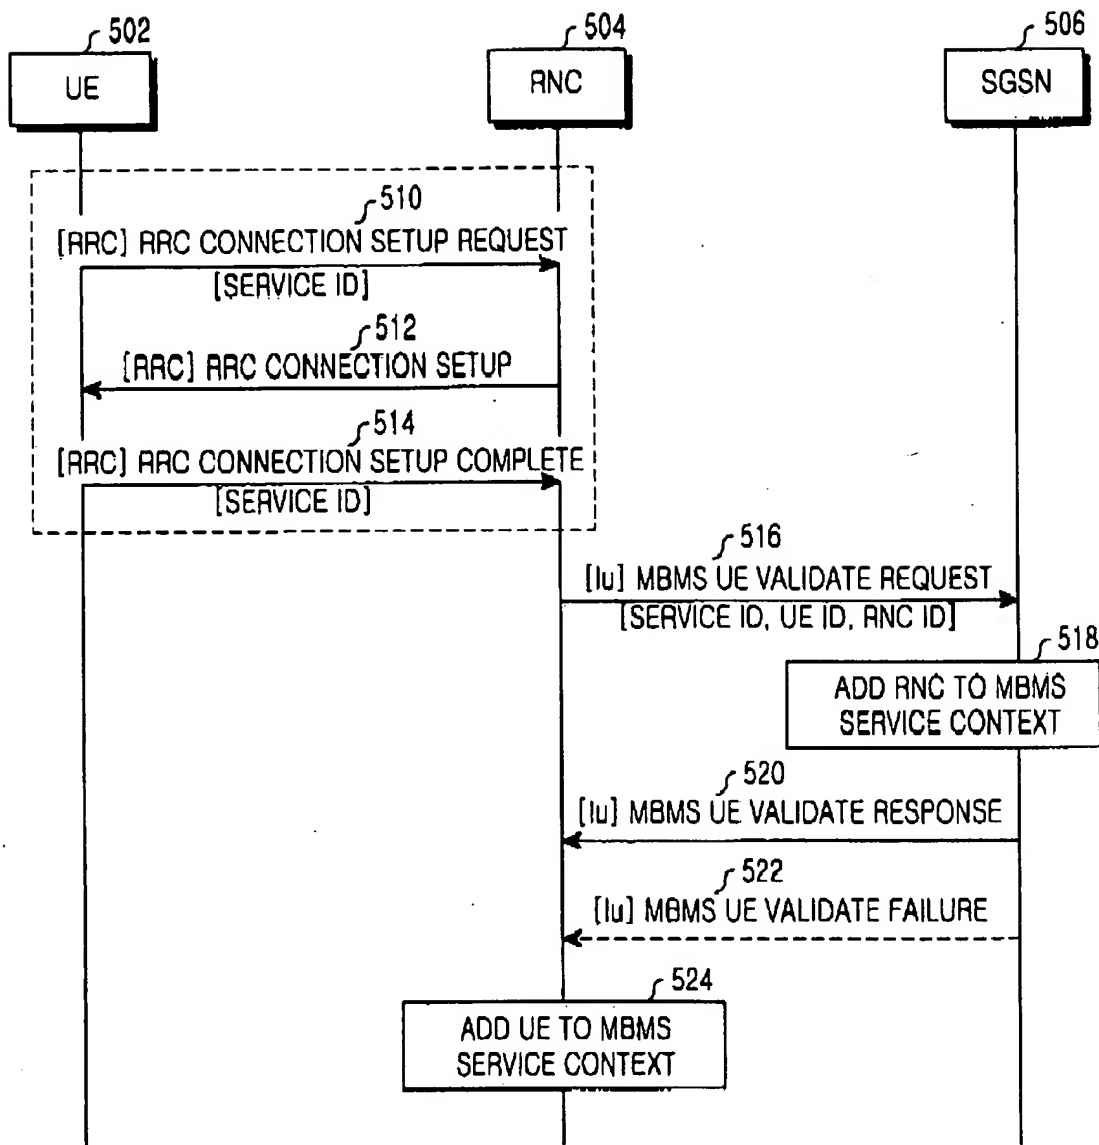 502
504
506
UE
RNC
SGSN
510
[RRC] RRC CONNECTION SETUP REQUEST
[SERVICE ID]
512
[RRC] RRC CONNECTION SETUP
514
[RRC] RRC CONNECTION SETUP COMPLETE
[SERVICE ID]
516
[Iu] MBMS UE VALIDATE REQUEST
[SERVICE ID, UE ID, RNC ID]
518
ADD RNC TO MBMS
SERVICE CONTEXT
520
[Iu] MBMS UE VALIDATE RESPONSE
522
[Iu] MBMS UE VALIDATE FAILURE
524
ADD UE TO MBMS
SERVICE CONTEXT